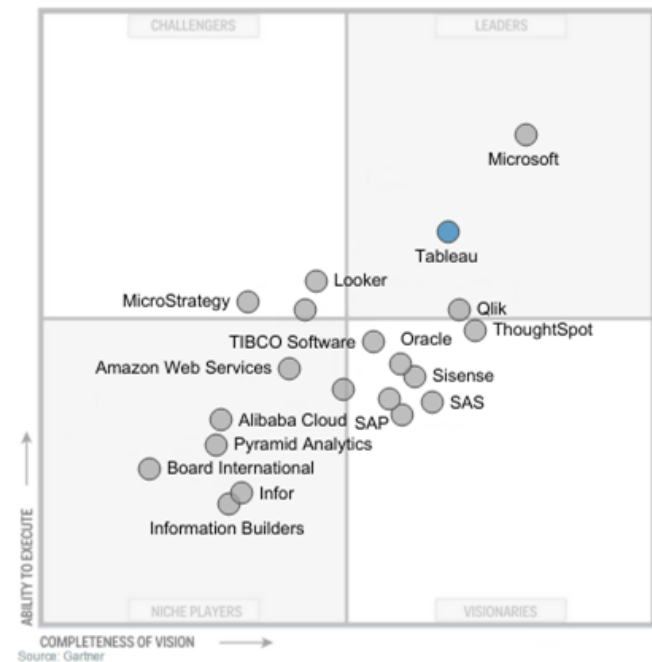 CHALLENGERS
LEADERS
Microsoft
Tableau
Looker
MicroStrategy
Qlik
ThoughtSpot
TIBCO Software
Oracle
Amazon Web Services
Sisense
SAS
Alibaba Cloud
SAP
Pyramid Analytics
Board International
Infor
Information Builders
ABILITY TO EXECUTE
NICHE PLAYERS
VISIONARIES
COMPLETENESS OF VISION
Source: Gartner